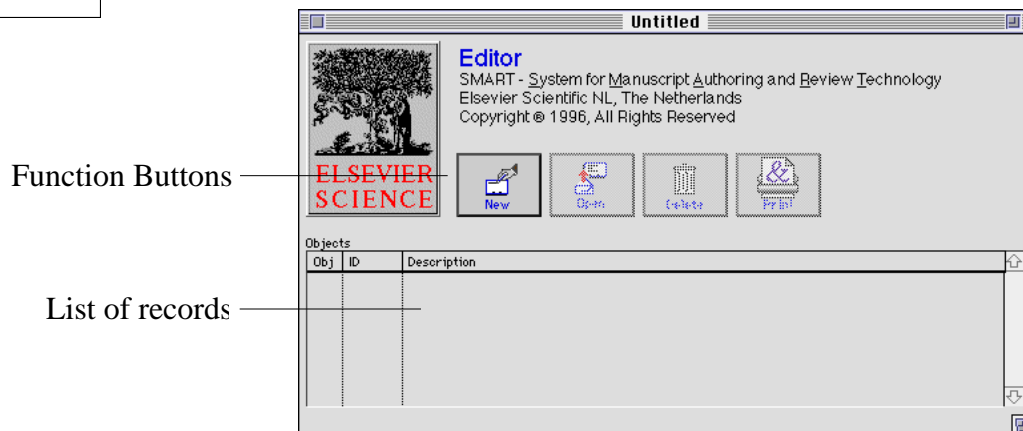 Untitled
Editor
SMART - System for Manuscript Authoring and Review Technology
Elsevier Scientific NL, The Netherlands
Copyright © 1996, All Rights Reserved
Function Buttons
ELSEVIER
SCIENCE
New
Open
Delete
&
Print
Objects
Obj ID Description
List of records